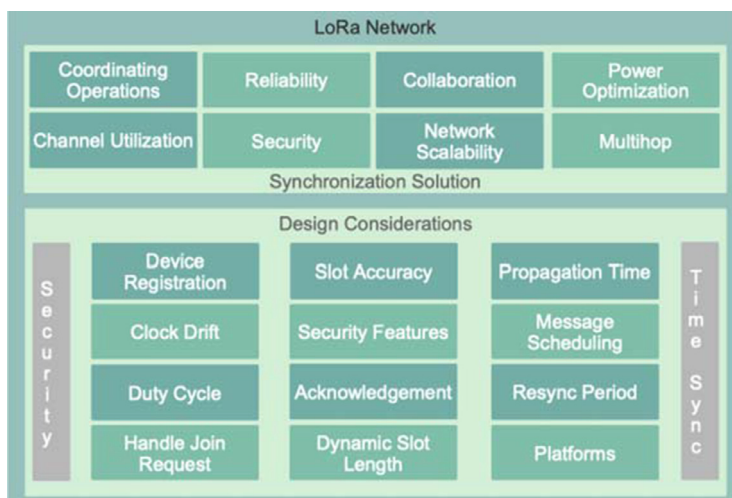 LoRa Network
Coordinating
Operations
Reliability
Collaboration
Power
Optimization
Channel Utilization
Security
Network
Scalability
Multihop
Synchronization Solution
Design Considerations
Security
Device
Registration
Slot Accuracy
Propagation Time
Clock Drift
Security Features
Message
Scheduling
Duty Cycle
Acknowledgement
Resync Period
Handle Join
Request
Dynamic Slot
Length
Platforms
Time Sync